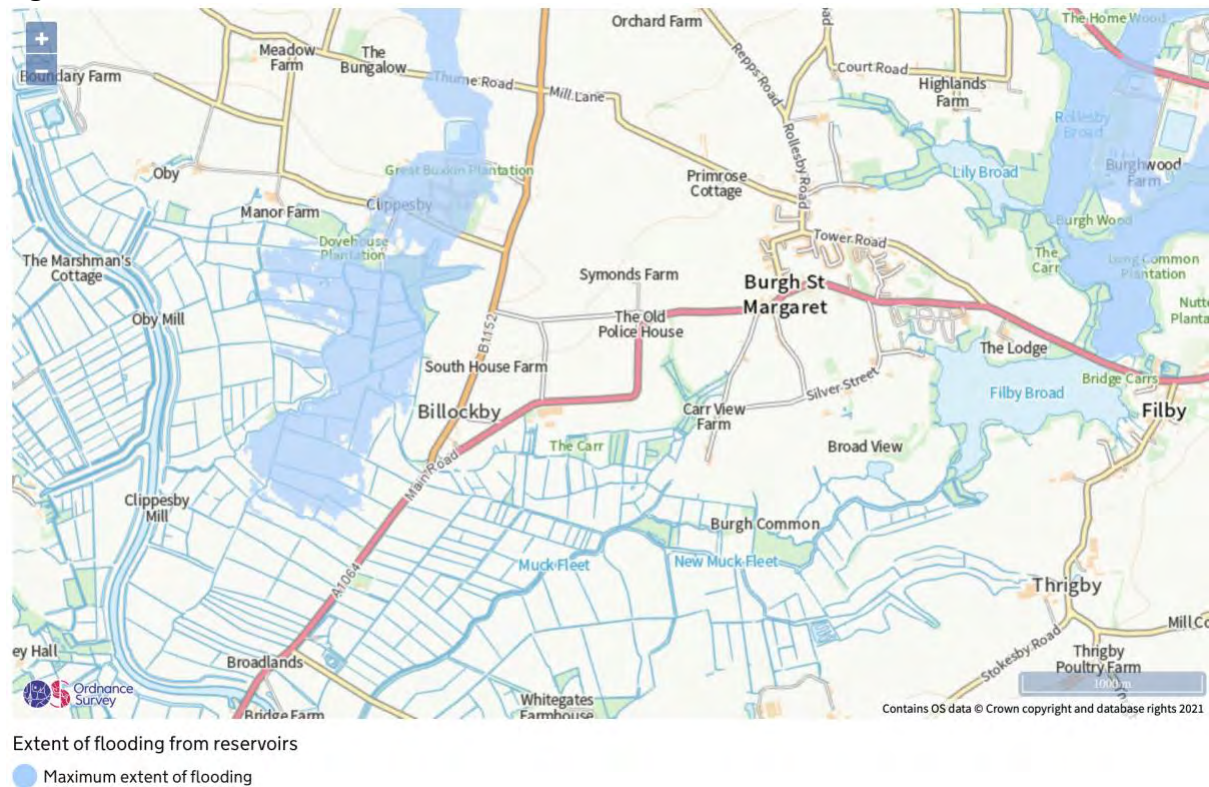 Orchard Farm
The Home Wood
Meadow
Farm
The
Bungalow
Boundary Farm
Thurne Road
Mill Lane
Repps Road
Court Road
Highlands
Farm
Rollesby
Broad
Oby
Great Buxton Plantation
Primrose
Cottage
Rollesby Road
Lily Broad
Burghwood
Farm
Manor Farm
Clippesby
Burgh Wood
Dovehouse
Plantation
Tower Road
The
Carr
Long Common
Plantation
The Marshman's
Cottage
Symonds Farm
Burgh St
Margaret
Oby Mill
The Old
Police House
B1152
The Lodge
South House Farm
Bridge Carrs
Silver Street
Filby Broad
Billockby
Carr View
Farm
Filby
The Carr
Broad View
Main Road
Clippesby
Mill
Burgh Common
Muck Fleet
New Muck Fleet
A1064
Thrigby
Broadlands
Stokesby Road
Thrigby
Poultry Farm
1000 m
Ordnance
Survey
Whitegates
Farmhouse
Bridge Farm
Contains OS data © Crown copyright and database rights 2021
Extent of flooding from reservoirs
Maximum extent of flooding